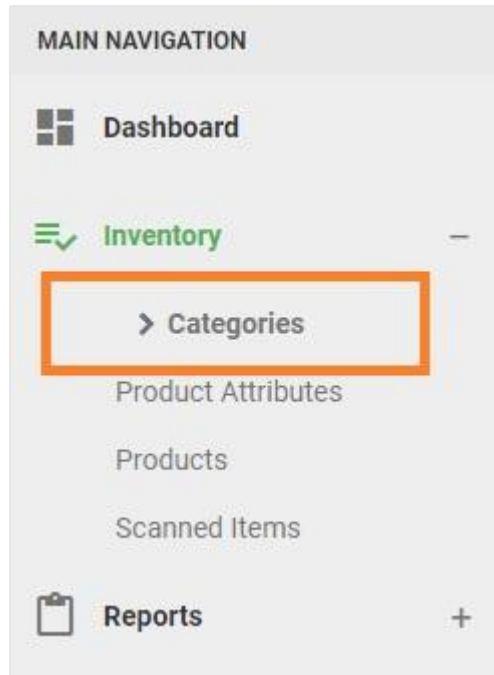 MAIN NAVIGATION
Dashboard
Inventory
Categories
Product Attributes
Products
Scanned Items
Reports